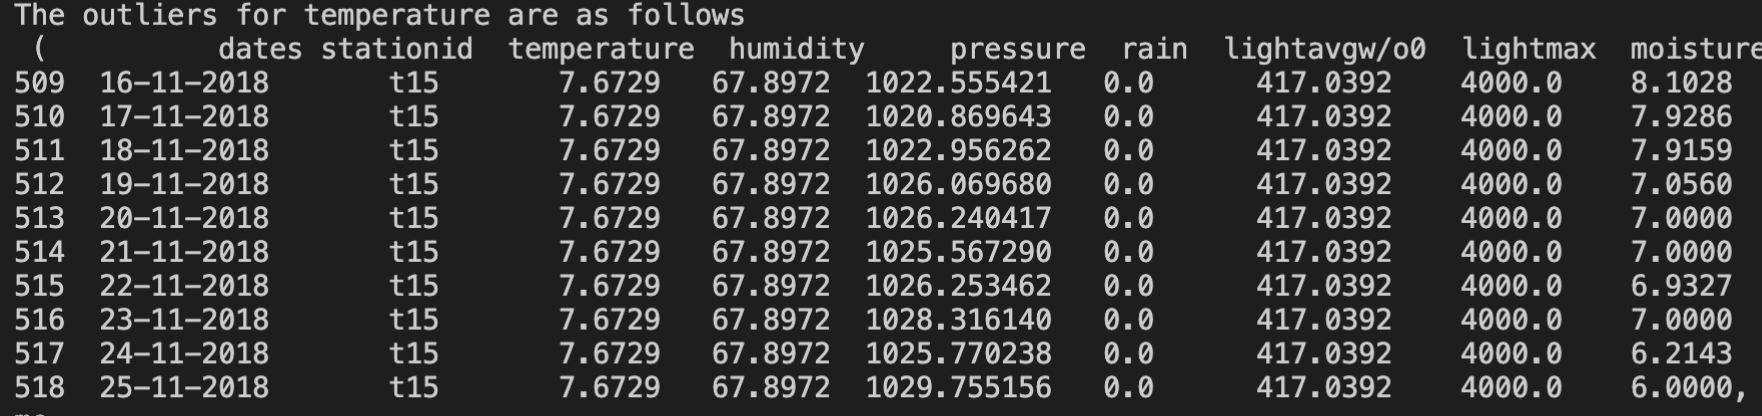 The outliers for temperature are as follows
( dates stationid temperature humidity pressure rain lightavgw/o0 lightmax moisture
509 16-11-2018 t15 7.6729 67.8972 1022.555421 0.0 417.0392 4000.0 8.1028
510 17-11-2018 t15 7.6729 67.8972 1020.869643 0.0 417.0392 4000.0 7.9286
511 18-11-2018 t15 7.6729 67.8972 1022.956262 0.0 417.0392 4000.0 7.9159
512 19-11-2018 t15 7.6729 67.8972 1026.069680 0.0 417.0392 4000.0 7.0560
513 20-11-2018 t15 7.6729 67.8972 1026.240417 0.0 417.0392 4000.0 7.0000
514 21-11-2018 t15 7.6729 67.8972 1025.567290 0.0 417.0392 4000.0 7.0000
515 22-11-2018 t15 7.6729 67.8972 1026.253462 0.0 417.0392 4000.0 6.9327
516 23-11-2018 t15 7.6729 67.8972 1028.316140 0.0 417.0392 4000.0 7.0000
517 24-11-2018 t15 7.6729 67.8972 1025.770238 0.0 417.0392 4000.0 6.2143
518 25-11-2018 t15 7.6729 67.8972 1029.755156 0.0 417.0392 4000.0 6.0000,